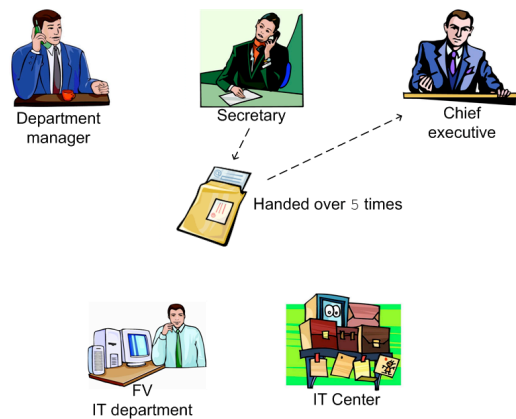 Department
manager
Secretary
Chief
executive
Handed over 5 times
FV
IT department
IT Center